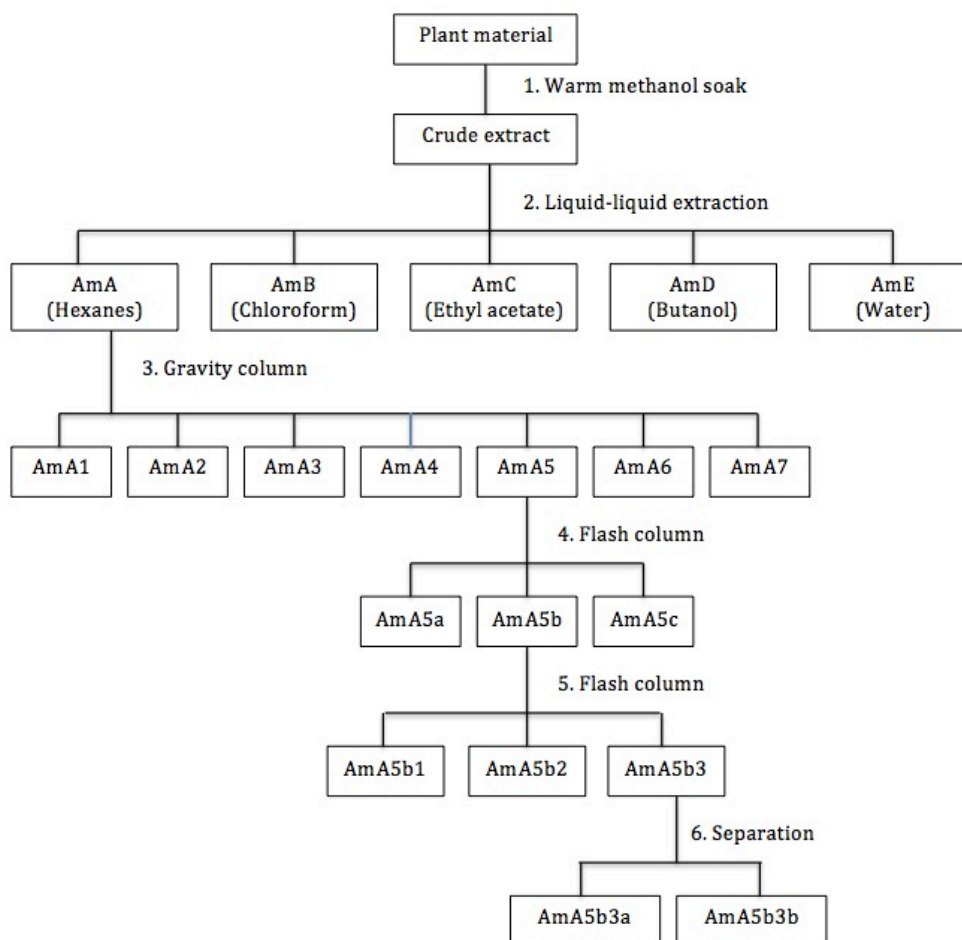 Plant material
1. Warm methanol soak
Crude extract
2. Liquid-liquid extraction
AmA
(Hexanes)
AmB
(Chloroform)
AmC
(Ethyl acetate)
AmD
(Butanol)
AmE
(Water)
3. Gravity column
AmA1
AmA2
AmA3
AmA4
AmA5
AmA6
AmA7
4. Flash column
AmA5a
AmA5b
AmA5c
5. Flash column
AmA5b1
AmA5b2
AmA5b3
6. Separation
AmA5b3a
AmA5b3b